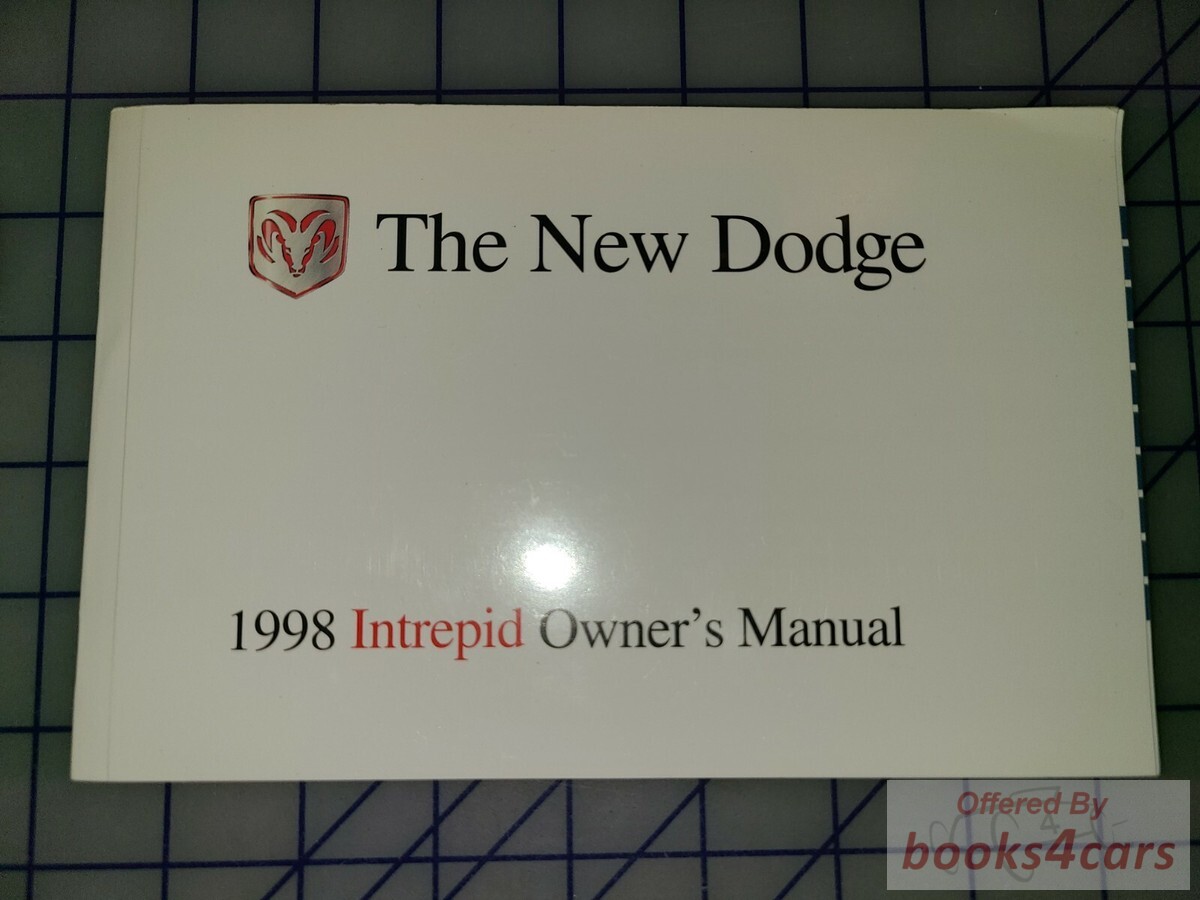 The New Dodge
1998 Intrepid Owner's Manual
Offered By
books4cars